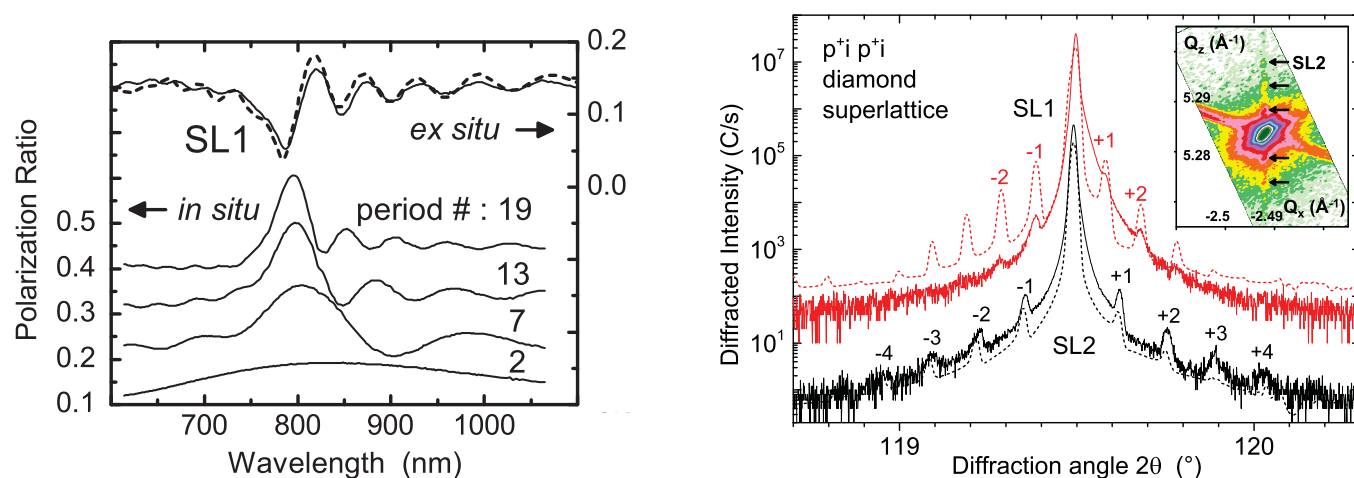 0.2
0.1
0.0
SL1
ex situ
in situ
period # : 19
13
7
2
0.5
0.4
0.3
0.2
0.1
Polarization Ratio
700 800 900 1000
Wavelength (nm)
p⁺i p⁺i
diamond
superlattice
SL1
-2 -1 +1 +2
SL2
-4 -3 -2 -1 +1 +2 +3 +4
10⁷
10⁵
10³
10¹
Diffracted Intensity (C/s)
119 120
Diffraction angle 2θ (°)
Q_z (Å⁻¹)
SL2
5.29
5.28
Q_x (Å⁻¹)
-2.5 -2.49